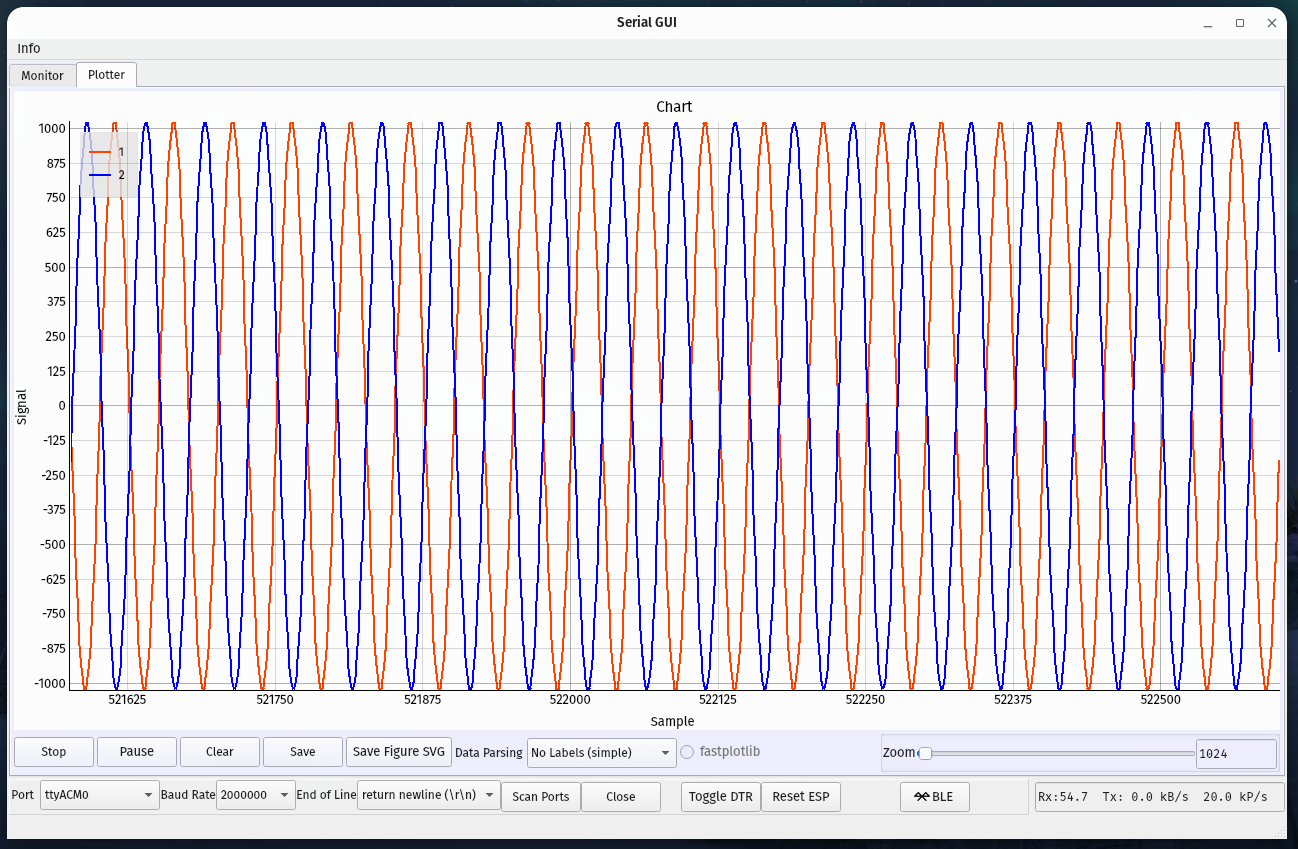 Serial GUI
Info
Monitor Plotter
Chart
1
2
1000
875
750
625
500
375
250
125
0
-125
-250
-375
-500
-625
-750
-875
-1000
signal
521625 521750 521875 522000 522125 522250 522375 522500
Sample
Stop Pause Clear Save Save Figure SVG Data Parsing No Labels (simple) fastplotlib Zoom 1024
Port ttyACM0 Baud Rate 2000000 End of Line return newline (\r\n) Scan Ports Close Toggle DTR Reset ESP BLE Rx:54.7 Tx: 0.0 kB/s 20.0 kP/s